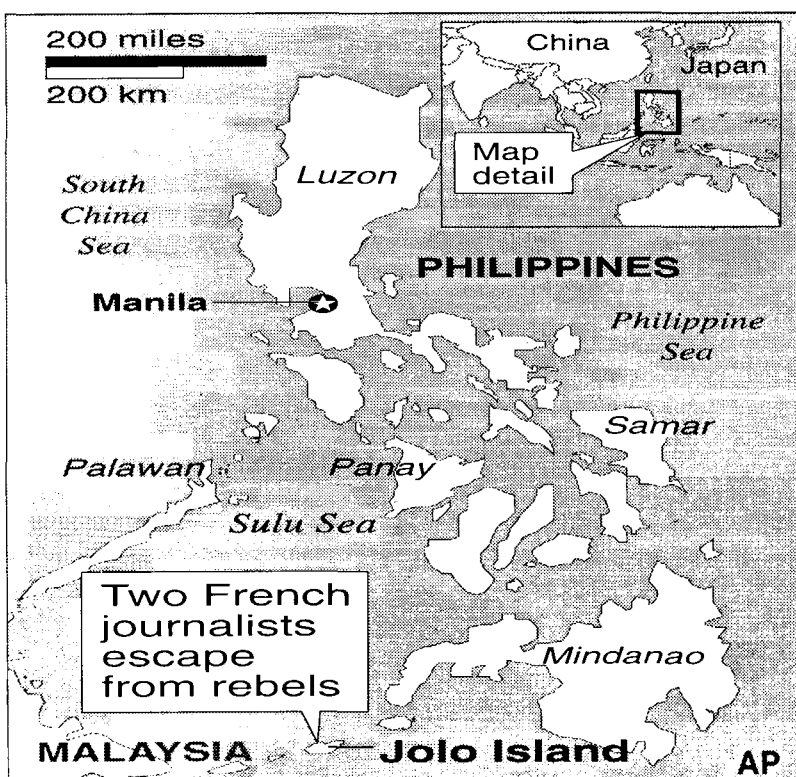 200 miles
200 km
China
Japan
Map
detail
South
China
Sea
Luzon
PHILIPPINES
Manila
Philippine
Sea
Samar
Palawan
Panay
Sulu Sea
Two French
journalists
escape
from rebels
Mindanao
MALAYSIA
Jolo Island
AP